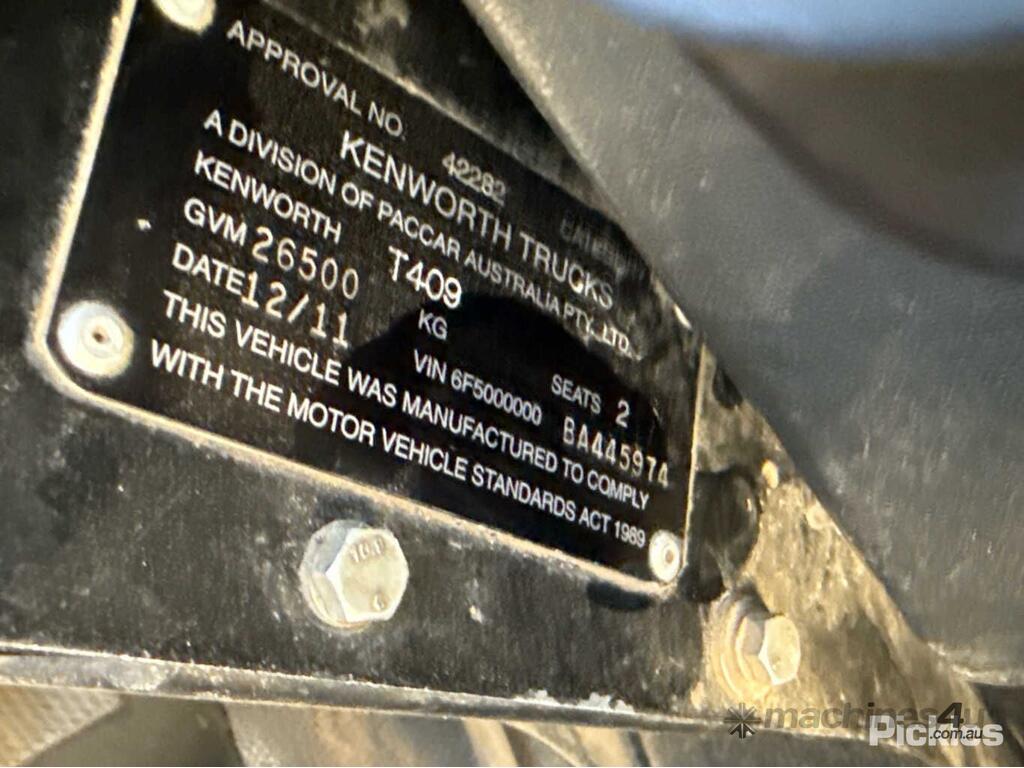 APPROVAL NO. 42282
KENWORTH TRUCKS
A DIVISION OF PACCAR AUSTRALIA PTY. LTD.
KENWORTH T409
GVM 26500 KG SEATS 2
DATE 12/11 VIN 6F5000000 BA445974
THIS VEHICLE WAS MANUFACTURED TO COMPLY
WITH THE MOTOR VEHICLE STANDARDS ACT 1989
10.9
machines4u
.com.au
Pickles